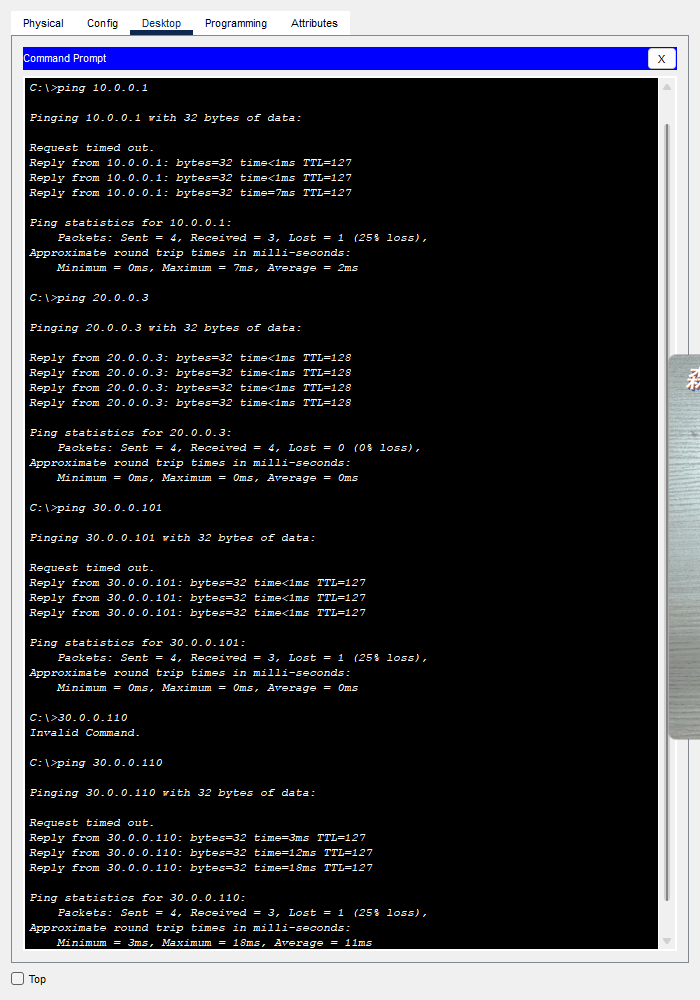 Physical Config Desktop Programming Attributes
Command Prompt X
C:\>ping 10.0.0.1
Pinging 10.0.0.1 with 32 bytes of data:
Request timed out.
Reply from 10.0.0.1: bytes=32 time<1ms TTL=127
Reply from 10.0.0.1: bytes=32 time<1ms TTL=127
Reply from 10.0.0.1: bytes=32 time=7ms TTL=127
Ping statistics for 10.0.0.1:
Packets: Sent = 4, Received = 3, Lost = 1 (25% loss),
Approximate round trip times in milli-seconds:
Minimum = 0ms, Maximum = 7ms, Average = 2ms
C:\>ping 20.0.0.3
Pinging 20.0.0.3 with 32 bytes of data:
Reply from 20.0.0.3: bytes=32 time<1ms TTL=128
Reply from 20.0.0.3: bytes=32 time<1ms TTL=128
Reply from 20.0.0.3: bytes=32 time<1ms TTL=128
Reply from 20.0.0.3: bytes=32 time<1ms TTL=128
Ping statistics for 20.0.0.3:
Packets: Sent = 4, Received = 4, Lost = 0 (0% loss),
Approximate round trip times in milli-seconds:
Minimum = 0ms, Maximum = 0ms, Average = 0ms
C:\>ping 30.0.0.101
Pinging 30.0.0.101 with 32 bytes of data:
Request timed out.
Reply from 30.0.0.101: bytes=32 time<1ms TTL=127
Reply from 30.0.0.101: bytes=32 time<1ms TTL=127
Reply from 30.0.0.101: bytes=32 time<1ms TTL=127
Ping statistics for 30.0.0.101:
Packets: Sent = 4, Received = 3, Lost = 1 (25% loss),
Approximate round trip times in milli-seconds:
Minimum = 0ms, Maximum = 0ms, Average = 0ms
C:\>30.0.0.110
Invalid Command.
C:\>ping 30.0.0.110
Pinging 30.0.0.110 with 32 bytes of data:
Request timed out.
Reply from 30.0.0.110: bytes=32 time=3ms TTL=127
Reply from 30.0.0.110: bytes=32 time=12ms TTL=127
Reply from 30.0.0.110: bytes=32 time=18ms TTL=127
Ping statistics for 30.0.0.110:
Packets: Sent = 4, Received = 3, Lost = 1 (25% loss),
Approximate round trip times in milli-seconds:
Minimum = 3ms, Maximum = 18ms, Average = 11ms
Top